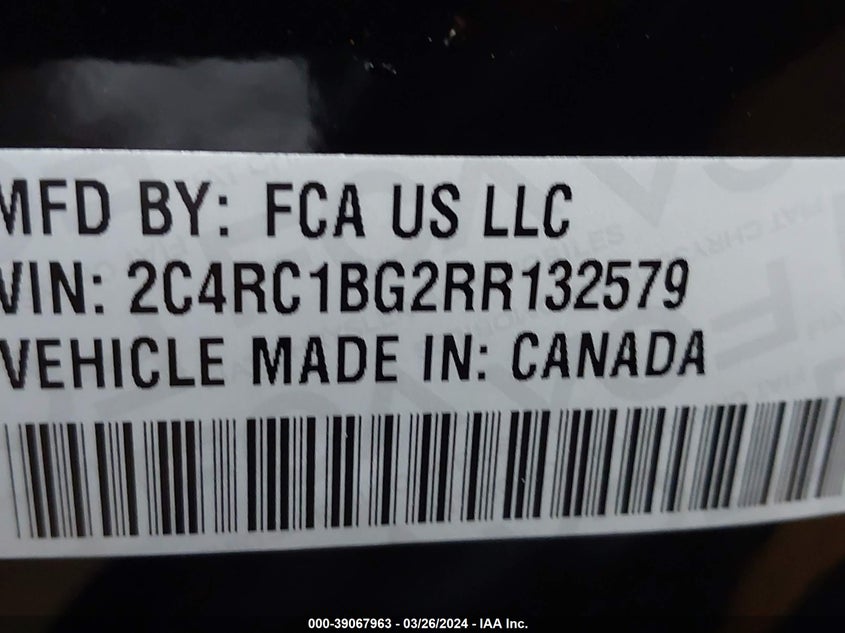 MFD BY: FCA US LLC
VIN: 2C4RC1BG2RR132579
VEHICLE MADE IN: CANADA
000-39067963 - 03/26/2024 - IAA Inc.